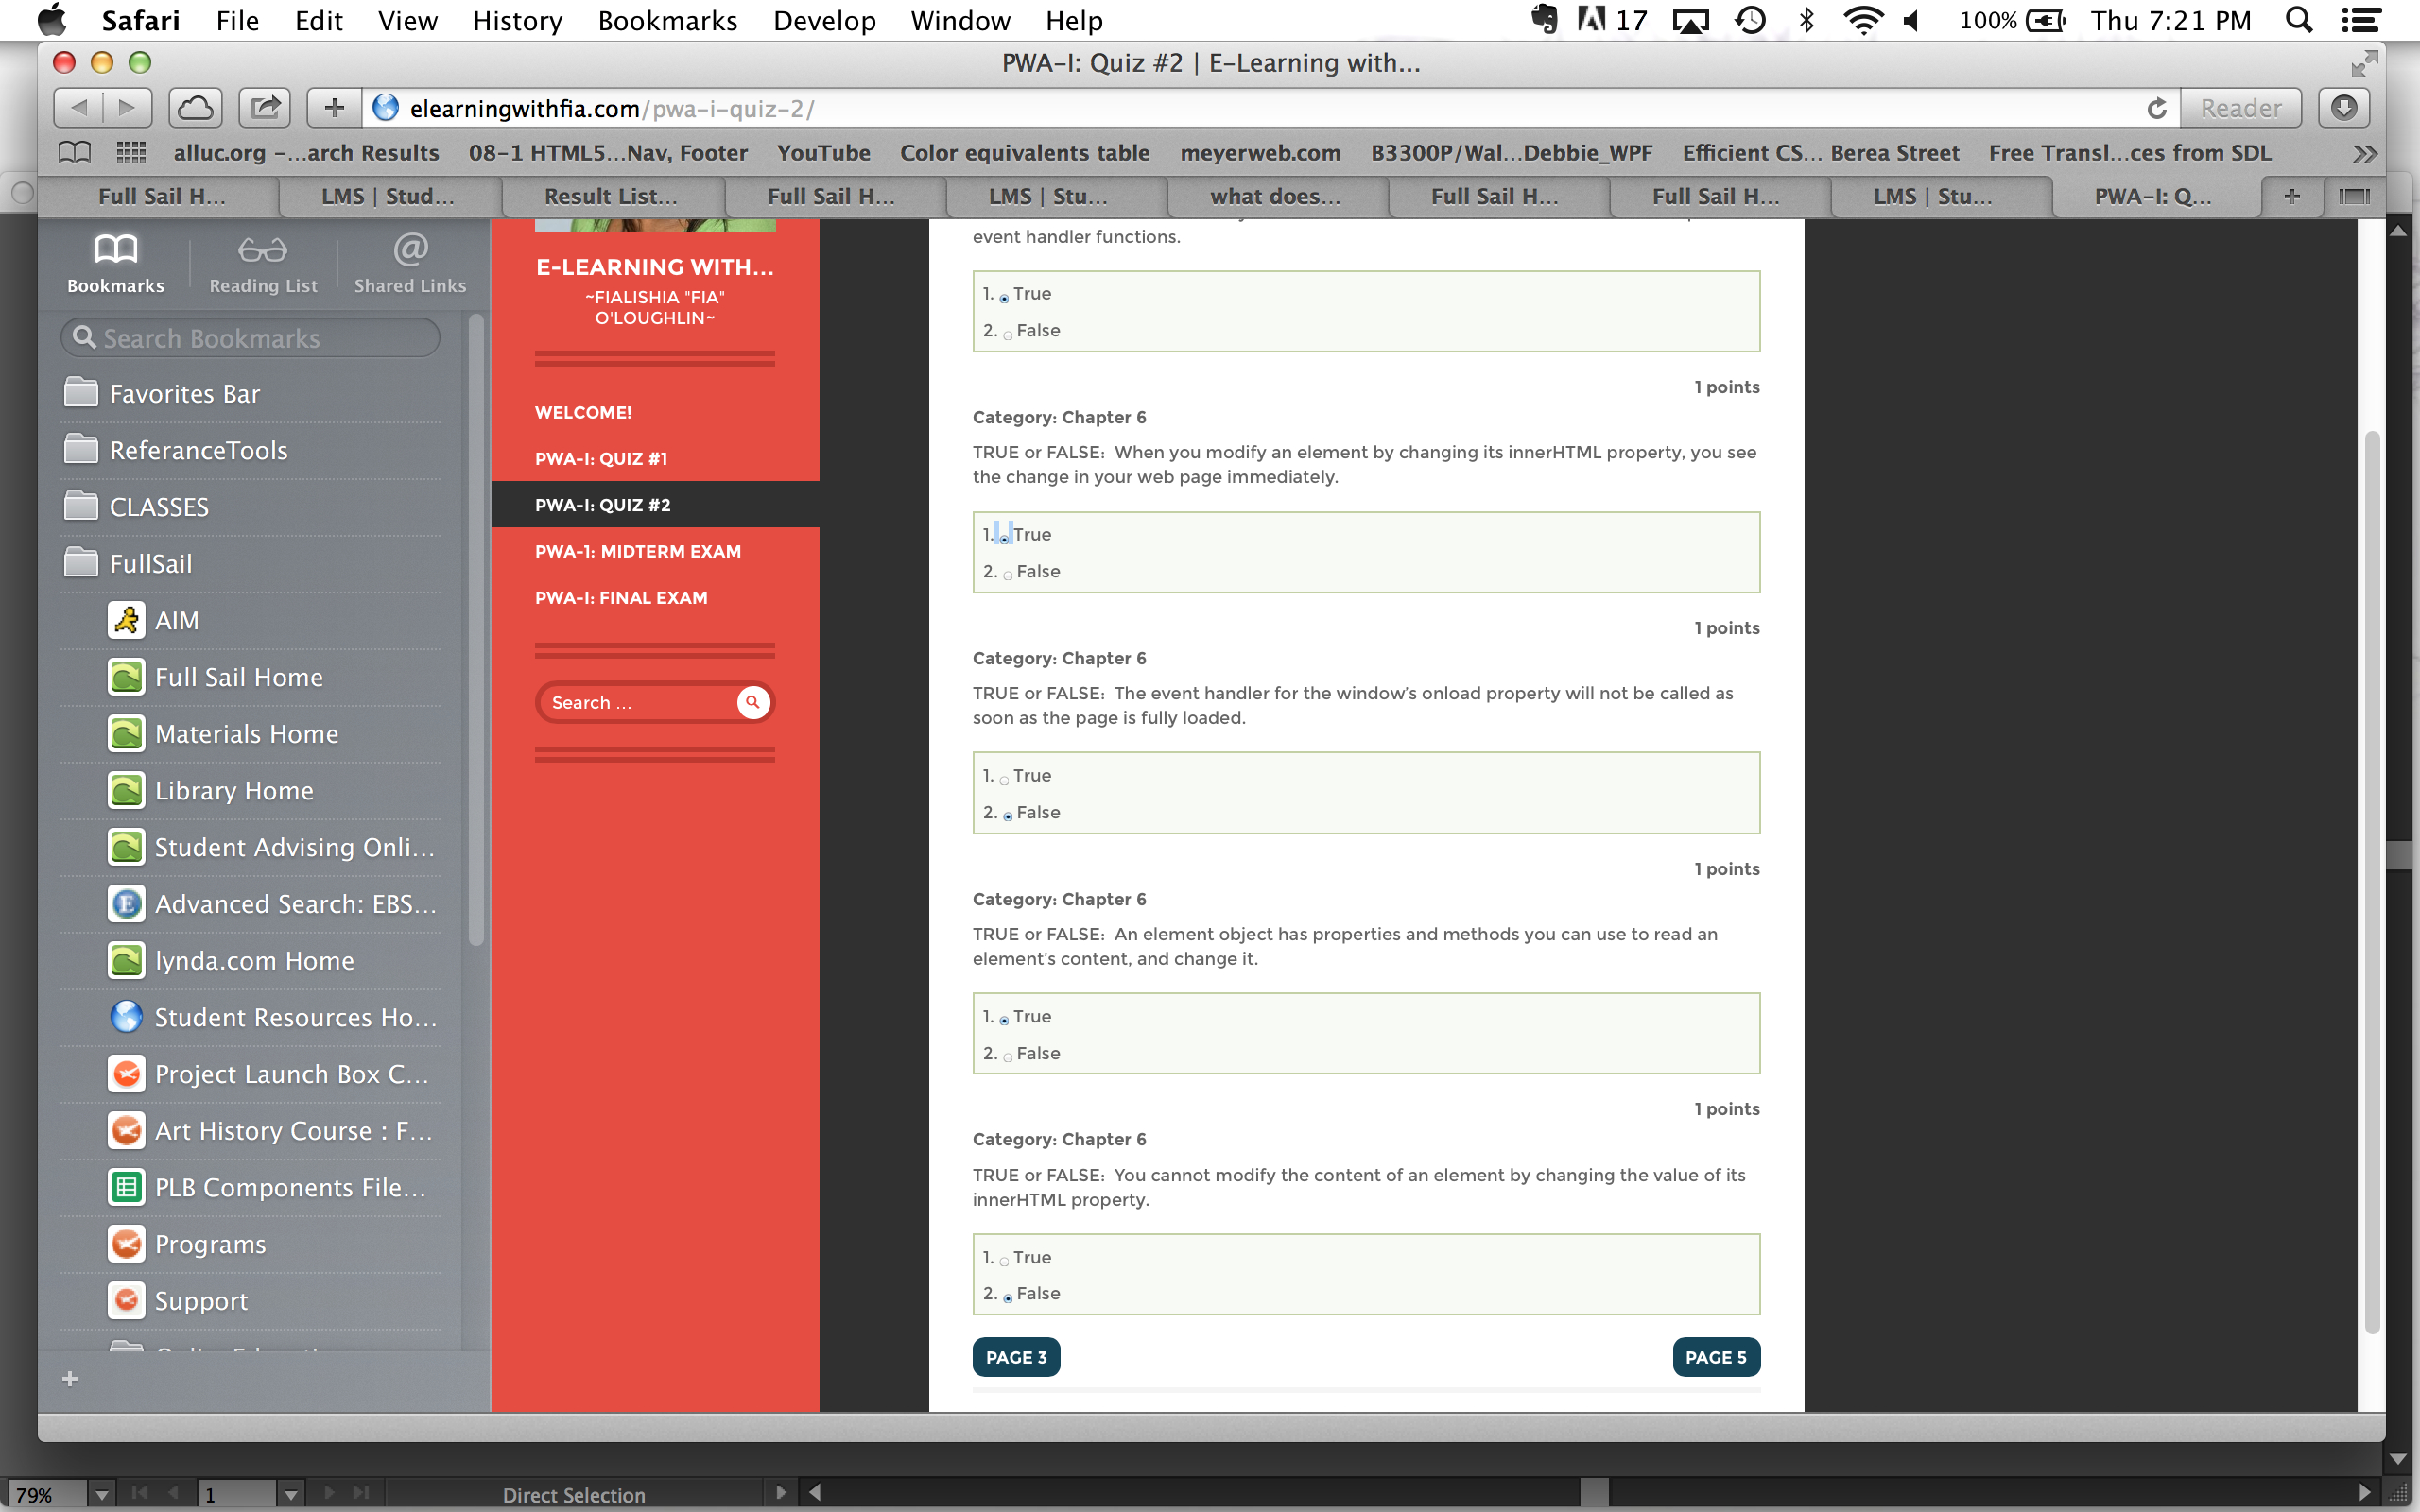 Safari File Edit View History Bookmarks Develop Window Help 17 100% Thu 7:21 PM
PWA-I: Quiz #2 | E-Learning with...
elearningwithfia.com/pwa-i-quiz-2/ Reader
alluc.org -...arch Results 08-1 HTML5...Nav, Footer YouTube Color equivalents table meyerweb.com B3300P/Wal...Debbie_WPF Efficient CS... Berea Street Free Transl...ces from SDL
Full Sail H... LMS | Stud... Result List... Full Sail H... LMS | Stu... what does... Full Sail H... Full Sail H... LMS | Stu... PWA-I: Q...
Bookmarks Reading List Shared Links
Search Bookmarks
Favorites Bar
ReferanceTools
CLASSES
FullSail
AIM
Full Sail Home
Materials Home
Library Home
Student Advising Onli...
Advanced Search: EBS...
lynda.com Home
Student Resources Ho...
Project Launch Box C...
Art History Course : F...
PLB Components File...
Programs
Support
E-LEARNING WITH...
~FIALISHIA "FIA"
O'LOUGHLIN~
WELCOME!
PWA-I: QUIZ #1
PWA-I: QUIZ #2
PWA-1: MIDTERM EXAM
PWA-I: FINAL EXAM
Search ...
event handler functions.
1. True
2. False
1 points
Category: Chapter 6
TRUE or FALSE: When you modify an element by changing its innerHTML property, you see
the change in your web page immediately.
1. True
2. False
1 points
Category: Chapter 6
TRUE or FALSE: The event handler for the window's onload property will not be called as
soon as the page is fully loaded.
1. True
2. False
1 points
Category: Chapter 6
TRUE or FALSE: An element object has properties and methods you can use to read an
element's content, and change it.
1. True
2. False
1 points
Category: Chapter 6
TRUE or FALSE: You cannot modify the content of an element by changing the value of its
innerHTML property.
1. True
2. False
PAGE 3 PAGE 5
79% 1 Direct Selection